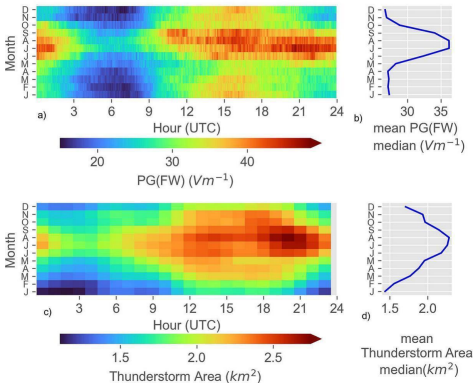 D
N
O
S
A
J
J
M
A
M
F
J
Month
3 6 9 12 15 18 21 24
a)
Hour (UTC)
20 30 40
PG(FW) (Vm⁻¹)
D
N
O
S
A
J
J
M
A
M
F
J
30 35
b)
mean PG(FW)
median (Vm⁻¹)
D
N
O
S
A
J
J
M
A
M
F
J
Month
3 6 9 12 15 18 21 24
c)
Hour (UTC)
1.5 2.0 2.5
Thunderstorm Area (km²)
D
N
O
S
A
J
J
M
A
M
F
J
1.5 2.0
d)
mean
Thunderstorm Area
median(km²)